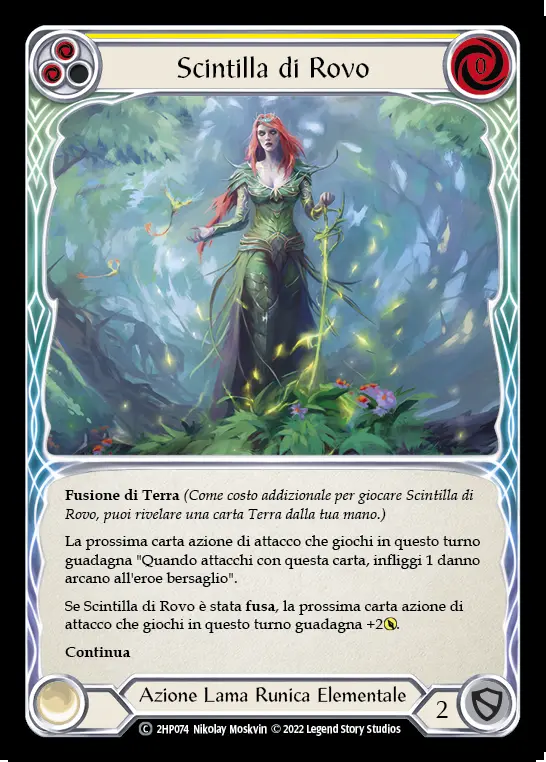 Scintilla di Rovo
0
Fusione di Terra (Come costo addizionale per giocare Scintilla di
Rovo, puoi rivelare una carta Terra dalla tua mano.)
La prossima carta azione di attacco che giochi in questo turno
guadagna "Quando attacchi con questa carta, infliggi 1 danno
arcano all'eroe bersaglio".
Se Scintilla di Rovo è stata fusa, la prossima carta azione di
attacco che giochi in questo turno guadagna +2.
Continua
Azione Lama Runica Elementale
2
C 2HP074 Nikolay Moskvin © 2022 Legend Story Studios